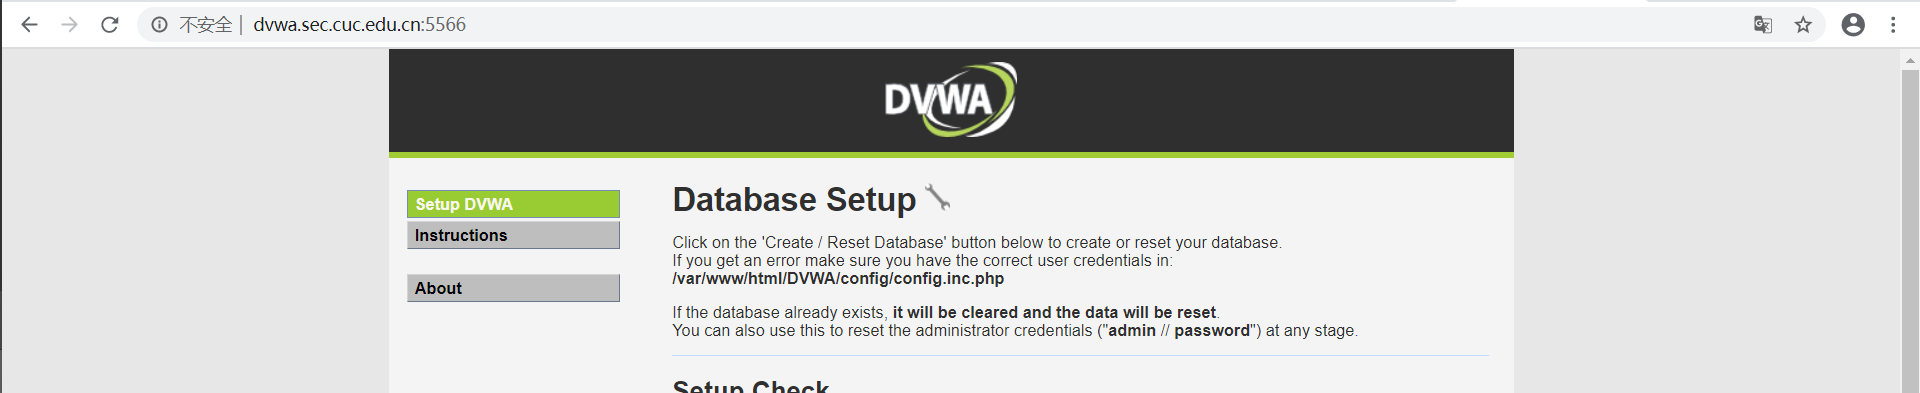 不安全 | dvwa.sec.cuc.edu.cn:5566
DVWA
Setup DVWA
Instructions
About
Database Setup
Click on the 'Create / Reset Database' button below to create or reset your database.
If you get an error make sure you have the correct user credentials in:
/var/www/html/DVWA/config/config.inc.php
If the database already exists, it will be cleared and the data will be reset.
You can also use this to reset the administrator credentials ("admin // password") at any stage.
Setup Check